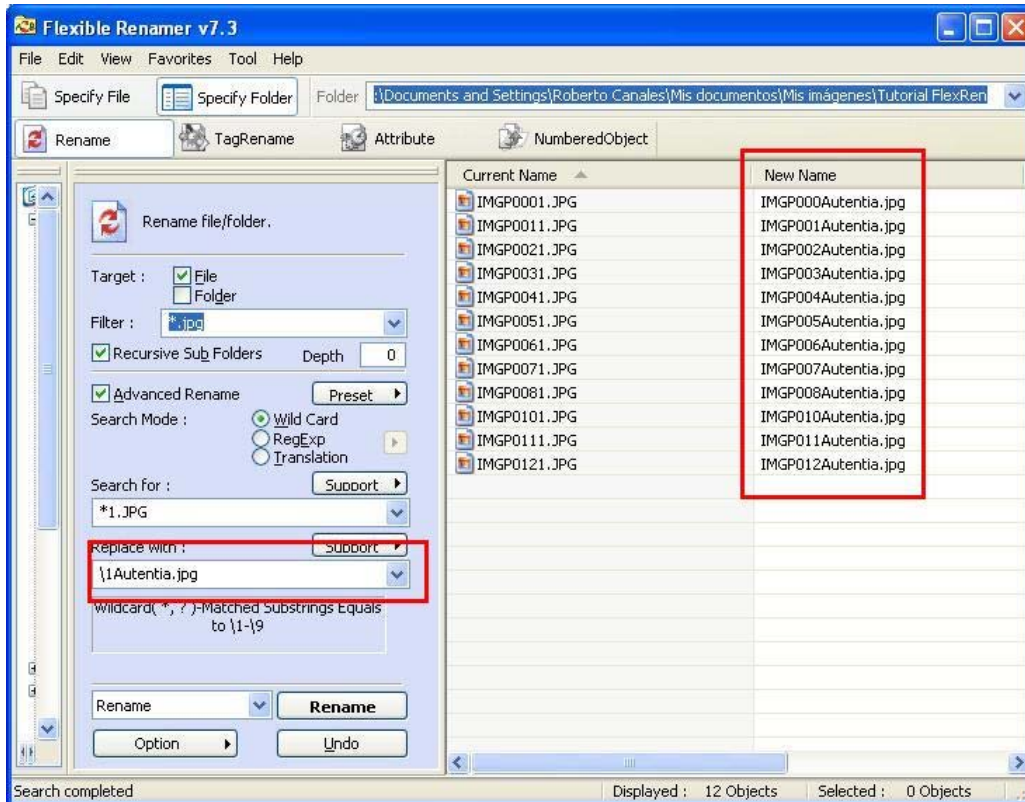 Flexible Renamer v7.3
File Edit View Favorites Tool Help
Specify File Specify Folder Folder :\Documents and Settings\Roberto Canales\Mis documentos\Mis imágenes\Tutorial FlexRen
Rename TagRename Attribute NumberedObject
Rename file/folder.
Target : File
Folder
Filter : *.jpg
Recursive Sub Folders Depth 0
Advanced Rename Preset
Search Mode : Wild Card
RegExp
Translation
Search for : Support
*1.JPG
Replace with : Support
\1Autentia.jpg
Wildcard( *, ? )-Matched Substrings Equals
to \1-\9
Rename Rename
Option Undo
Current Name New Name
IMGP0001.JPG IMGP000Autentia.jpg
IMGP0011.JPG IMGP001Autentia.jpg
IMGP0021.JPG IMGP002Autentia.jpg
IMGP0031.JPG IMGP003Autentia.jpg
IMGP0041.JPG IMGP004Autentia.jpg
IMGP0051.JPG IMGP005Autentia.jpg
IMGP0061.JPG IMGP006Autentia.jpg
IMGP0071.JPG IMGP007Autentia.jpg
IMGP0081.JPG IMGP008Autentia.jpg
IMGP0101.JPG IMGP010Autentia.jpg
IMGP0111.JPG IMGP011Autentia.jpg
IMGP0121.JPG IMGP012Autentia.jpg
Search completed Displayed : 12 Objects Selected : 0 Objects